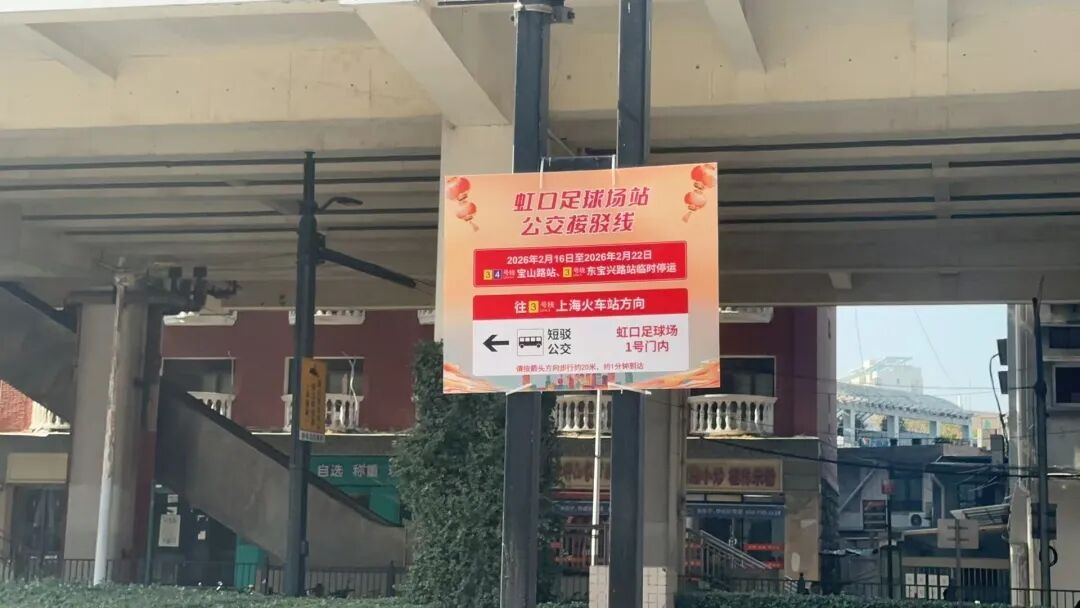 虹口足球场站
公交接驳线
2026年2月16日至2026年2月22日
3 4 号线 宝山路站、3 号线 东宝兴路站临时停运
往 3 号线 上海火车站方向
短驳
公交
虹口足球场
1号门内
请按箭头方向步行约20米，约1分钟到达
自选 称重